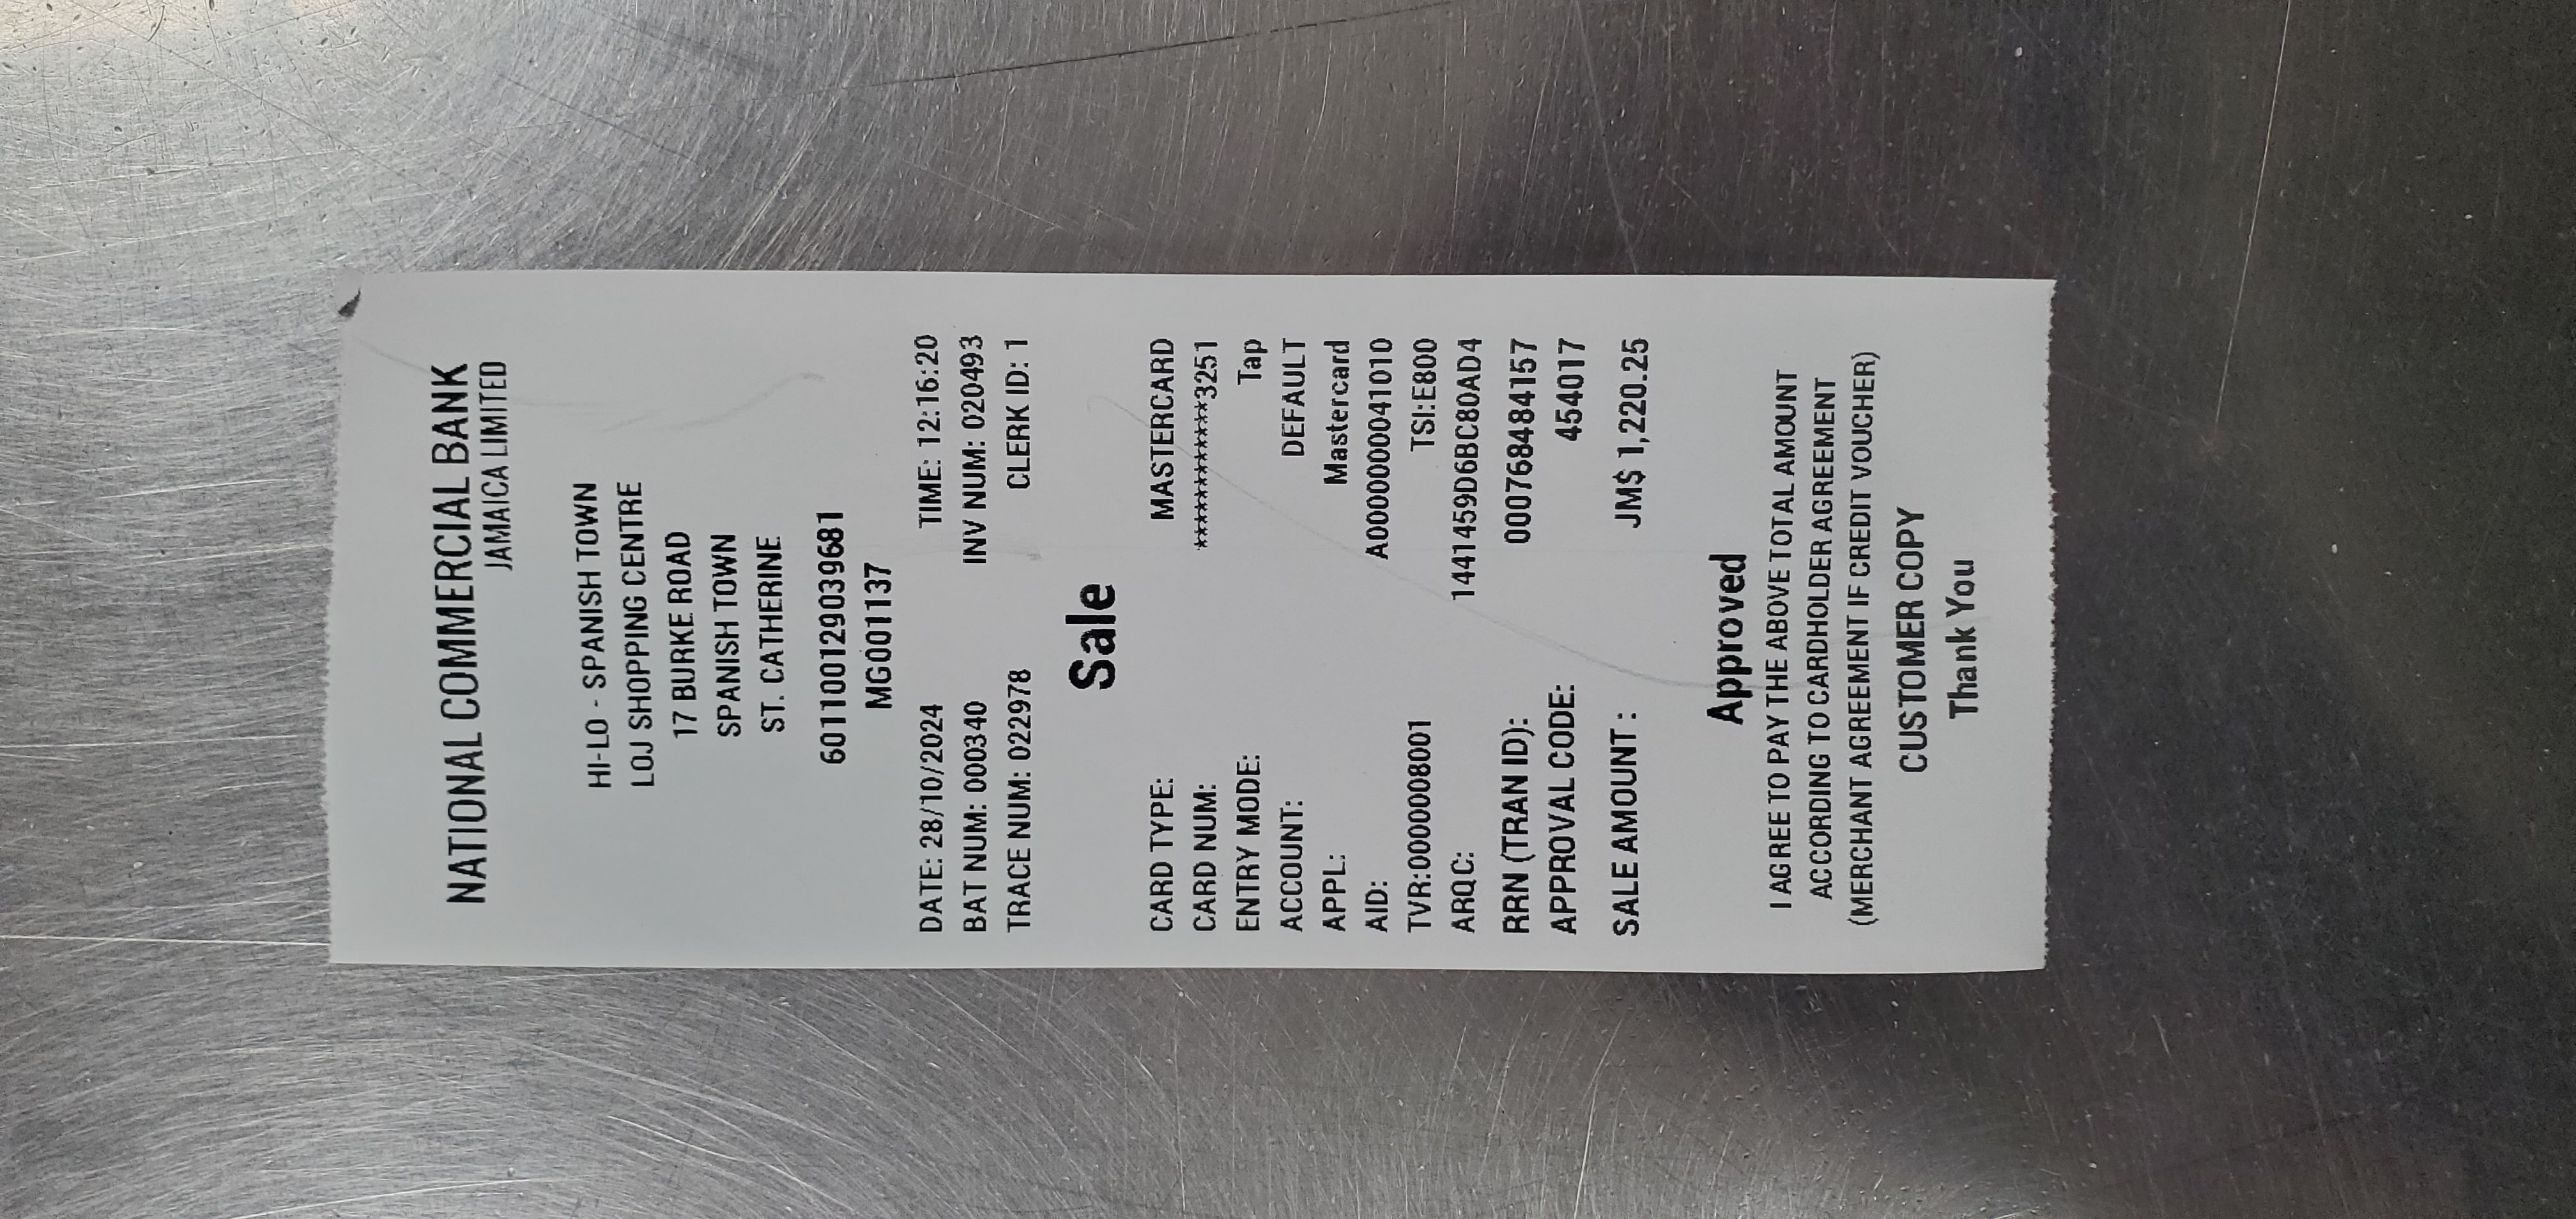 NATIONAL COMMERCIAL BANK
JAMAICA LIMITED
HI-LO - SPANISH TOWN
LOJ SHOPPING CENTRE
17 BURKE ROAD
SPANISH TOWN
ST. CATHERINE
6011001292903039681
MG001137
DATE: 28/10/2024 TIME: 12:16:20
BAT NUM: 000340 INV NUM: 020493
TRACE NUM: 022978 CLERK ID: 1
Sale
CARD TYPE: MASTERCARD
CARD NUM: ************3251
ENTRY MODE: Tap
ACCOUNT: DEFAULT
APPL: Mastercard
AID: A0000000041010
TVR:0000008001 TSI:E800
ARQC: 1441459D6BC80AD4
RRN (TRAN ID): 000768484157
APPROVAL CODE: 454017
SALE AMOUNT : JM$ 1,220.25
Approved
I AGREE TO PAY THE ABOVE TOTAL AMOUNT
ACCORDING TO CARDHOLDER AGREEMENT
(MERCHANT AGREEMENT IF CREDIT VOUCHER)
CUSTOMER COPY
Thank You